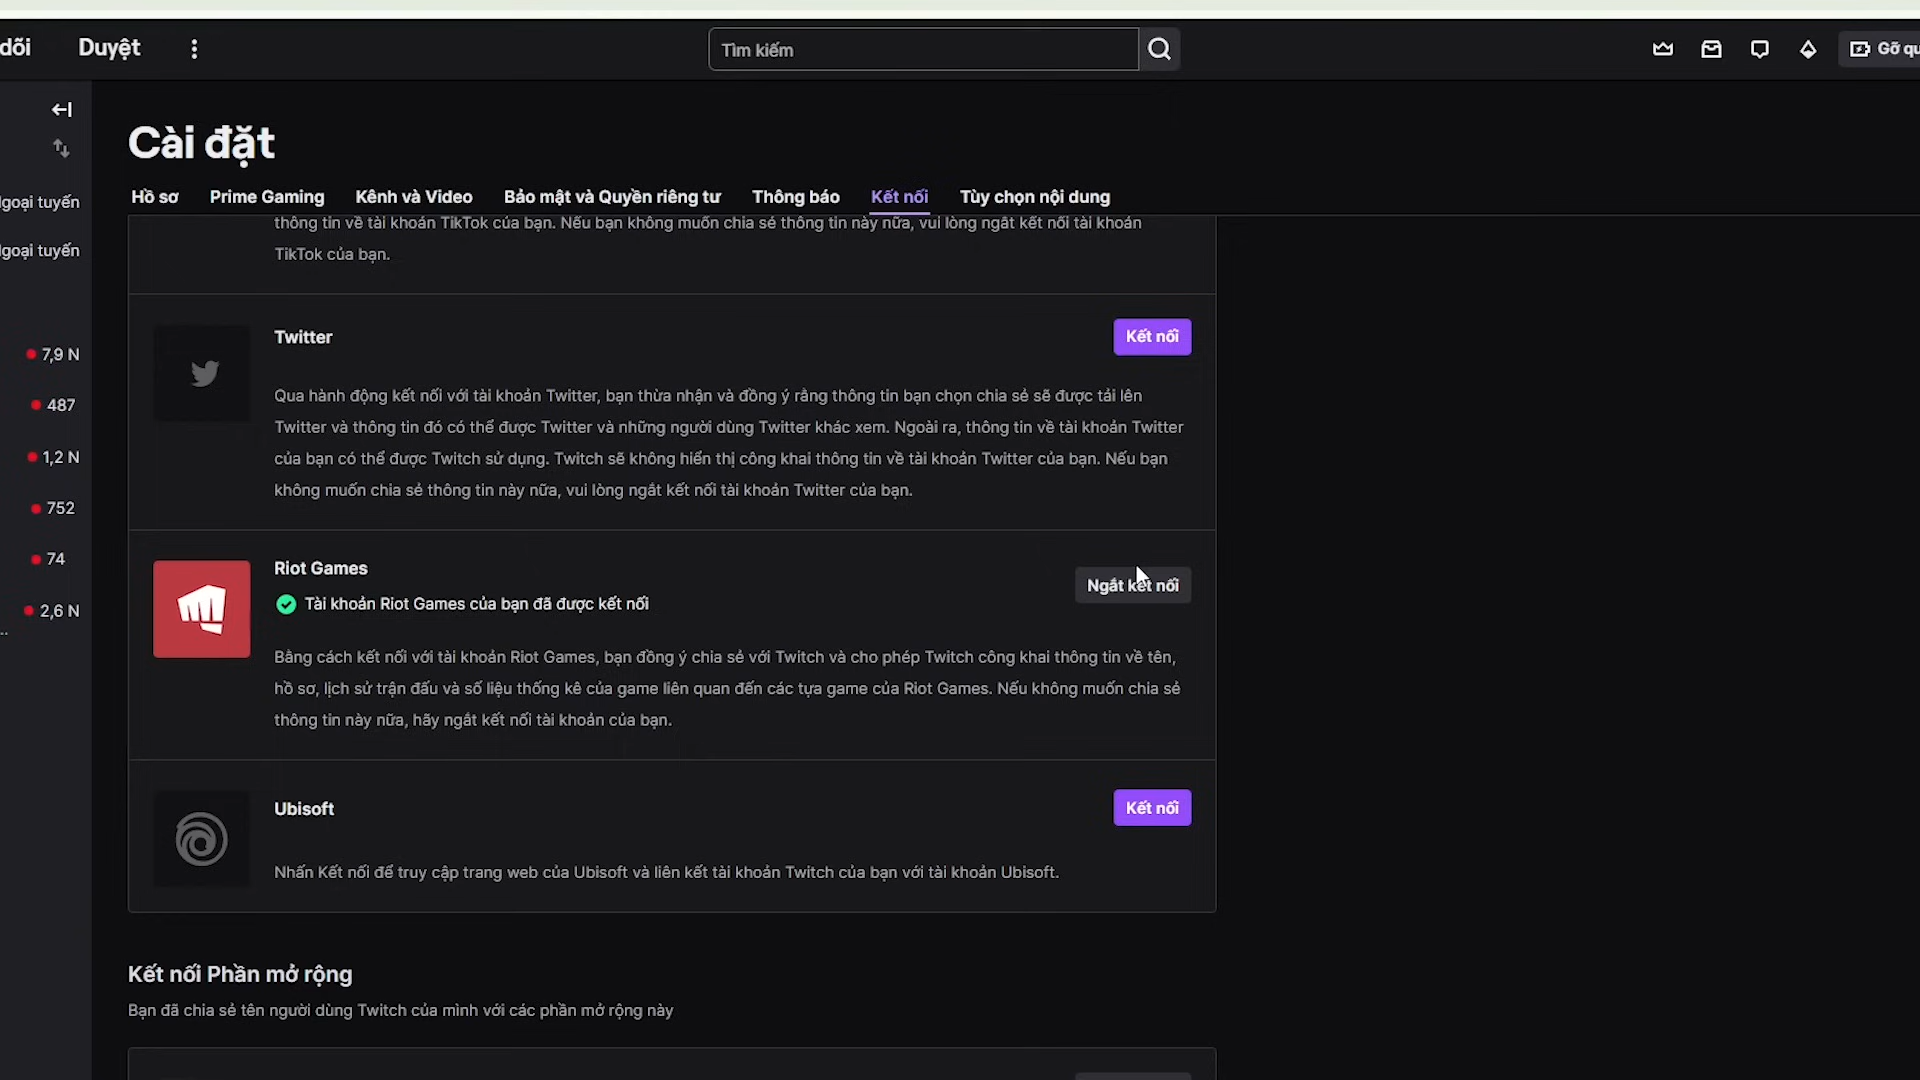 dõi Duyệt Tìm kiếm Gỡ qu
Cài đặt
Hồ sơ Prime Gaming Kênh và Video Bảo mật và Quyền riêng tư Thông báo Kết nối Tùy chọn nội dung
goại tuyến
goại tuyến
7,9 N
487
1,2 N
752
74
2,6 N
...
thông tin về tài khoản TikTok của bạn. Nếu bạn không muốn chia sẻ thông tin này nữa, vui lòng ngắt kết nối tài khoản
TikTok của bạn.
Twitter Kết nối
Qua hành động kết nối với tài khoản Twitter, bạn thừa nhận và đồng ý rằng thông tin bạn chọn chia sẻ sẽ được tải lên
Twitter và thông tin đó có thể được Twitter và những người dùng Twitter khác xem. Ngoài ra, thông tin về tài khoản Twitter
của bạn có thể được Twitch sử dụng. Twitch sẽ không hiển thị công khai thông tin về tài khoản Twitter của bạn. Nếu bạn
không muốn chia sẻ thông tin này nữa, vui lòng ngắt kết nối tài khoản Twitter của bạn.
Riot Games
Ngắt kết nối
Tài khoản Riot Games của bạn đã được kết nối
Bằng cách kết nối với tài khoản Riot Games, bạn đồng ý chia sẻ với Twitch và cho phép Twitch công khai thông tin về tên,
hồ sơ, lịch sử trận đấu và số liệu thống kê của game liên quan đến các tựa game của Riot Games. Nếu không muốn chia sẻ
thông tin này nữa, hãy ngắt kết nối tài khoản của bạn.
Ubisoft Kết nối
Nhấn Kết nối để truy cập trang web của Ubisoft và liên kết tài khoản Twitch của bạn với tài khoản Ubisoft.
Kết nối Phần mở rộng
Bạn đã chia sẻ tên người dùng Twitch của mình với các phần mở rộng này